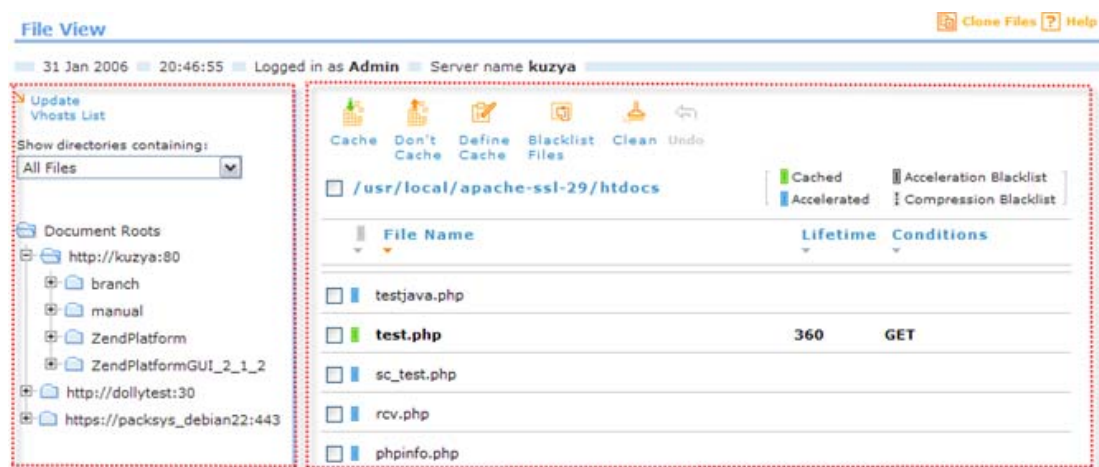 File View
Clone Files ? Help
31 Jan 2006 20:46:55 Logged in as Admin Server name kuzya
Update
Vhosts List
Show directories containing:
All Files
Document Roots
http://kuzya:80
branch
manual
ZendPlatform
ZendPlatformGUI_2_1_2
http://dollytest:30
https://packsys_debian22:443
Cache
Don't
Cache
Define
Cache
Blacklist
Files
Clean
Undo
/usr/local/apache-ssl-29/htdocs
Cached
Acceleration Blacklist
Accelerated
Compression Blacklist
File Name Lifetime Conditions
testjava.php
test.php 360 GET
sc_test.php
rcv.php
phpinfo.php